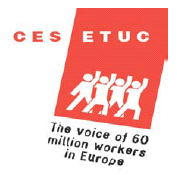 CES ETUC
The voice of 60
million workers
in Europe